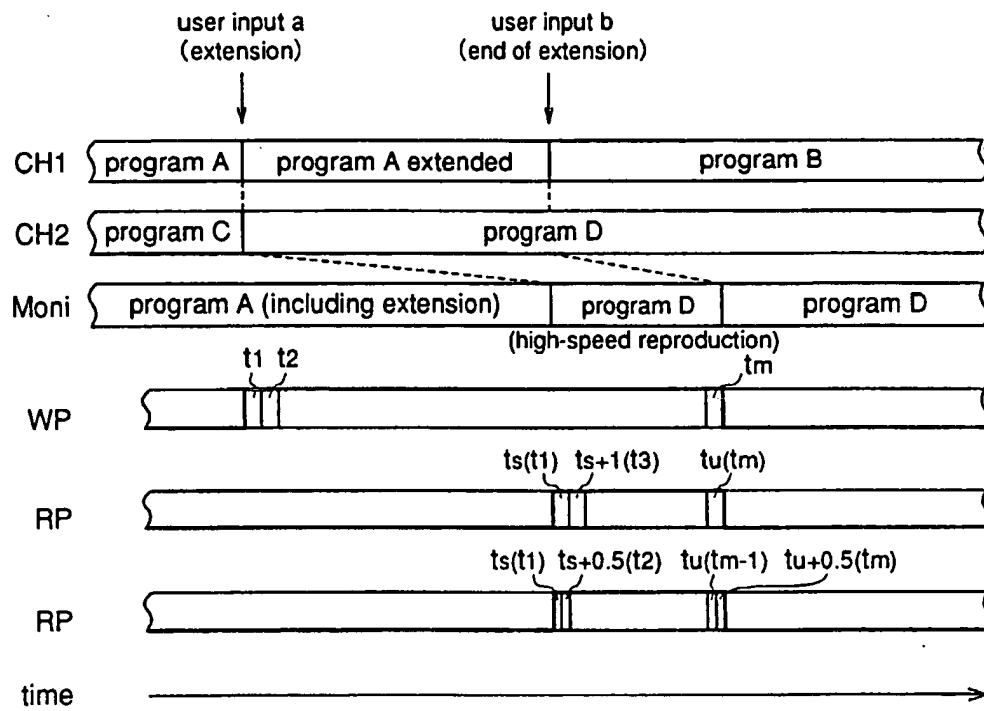 user input a
(extension)
user input b
(end of extension)
CH1 program A program A extended program B
CH2 program C program D
Moni program A (including extension) program D program D
(high-speed reproduction)
t1 t2 tm
WP
ts(t1) ts+1(t3) tu(tm)
RP
ts(t1) ts+0.5(t2) tu(tm-1) tu+0.5(tm)
RP
time